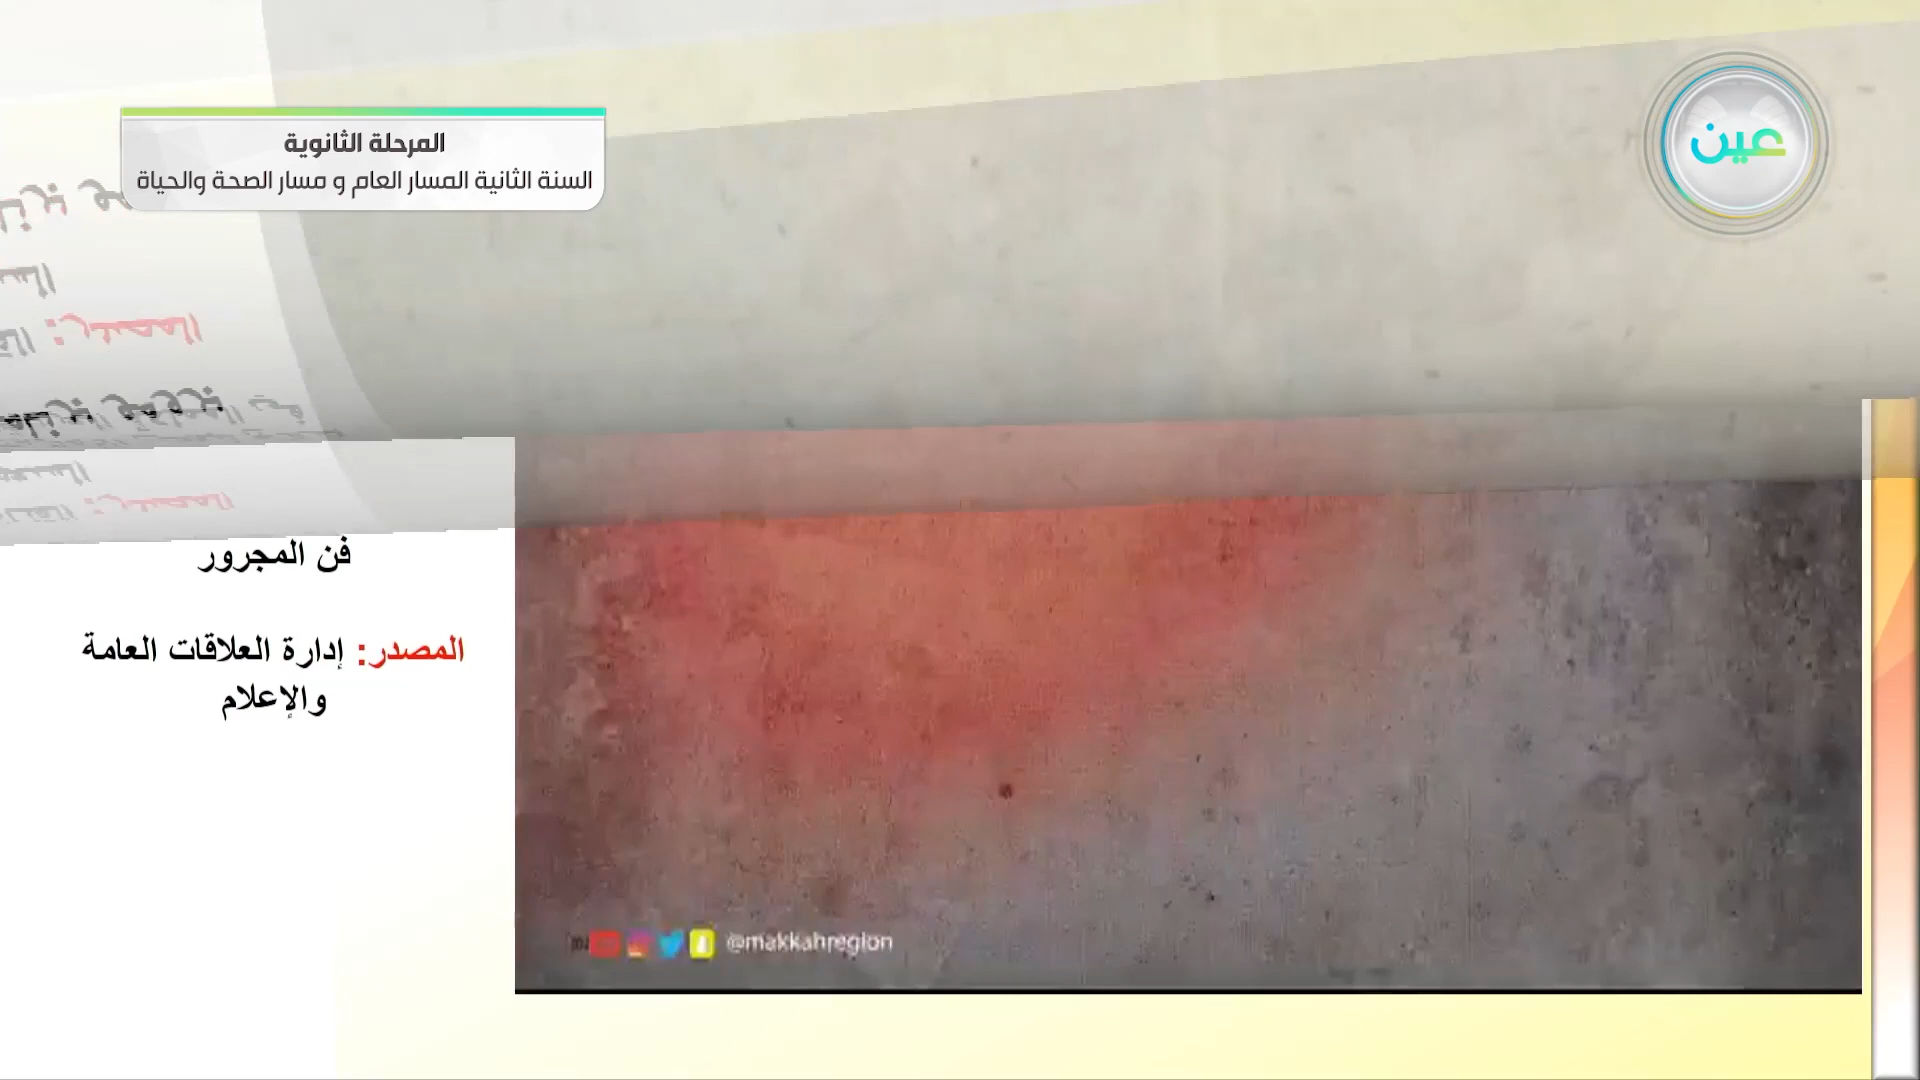 المرحلة الثانوية
السنة الثانية المسار العام و مسار الصحة والحياة
عين
فن المجرور
المصدر: إدارة العلاقات العامة
والإعلام
@makkahregion